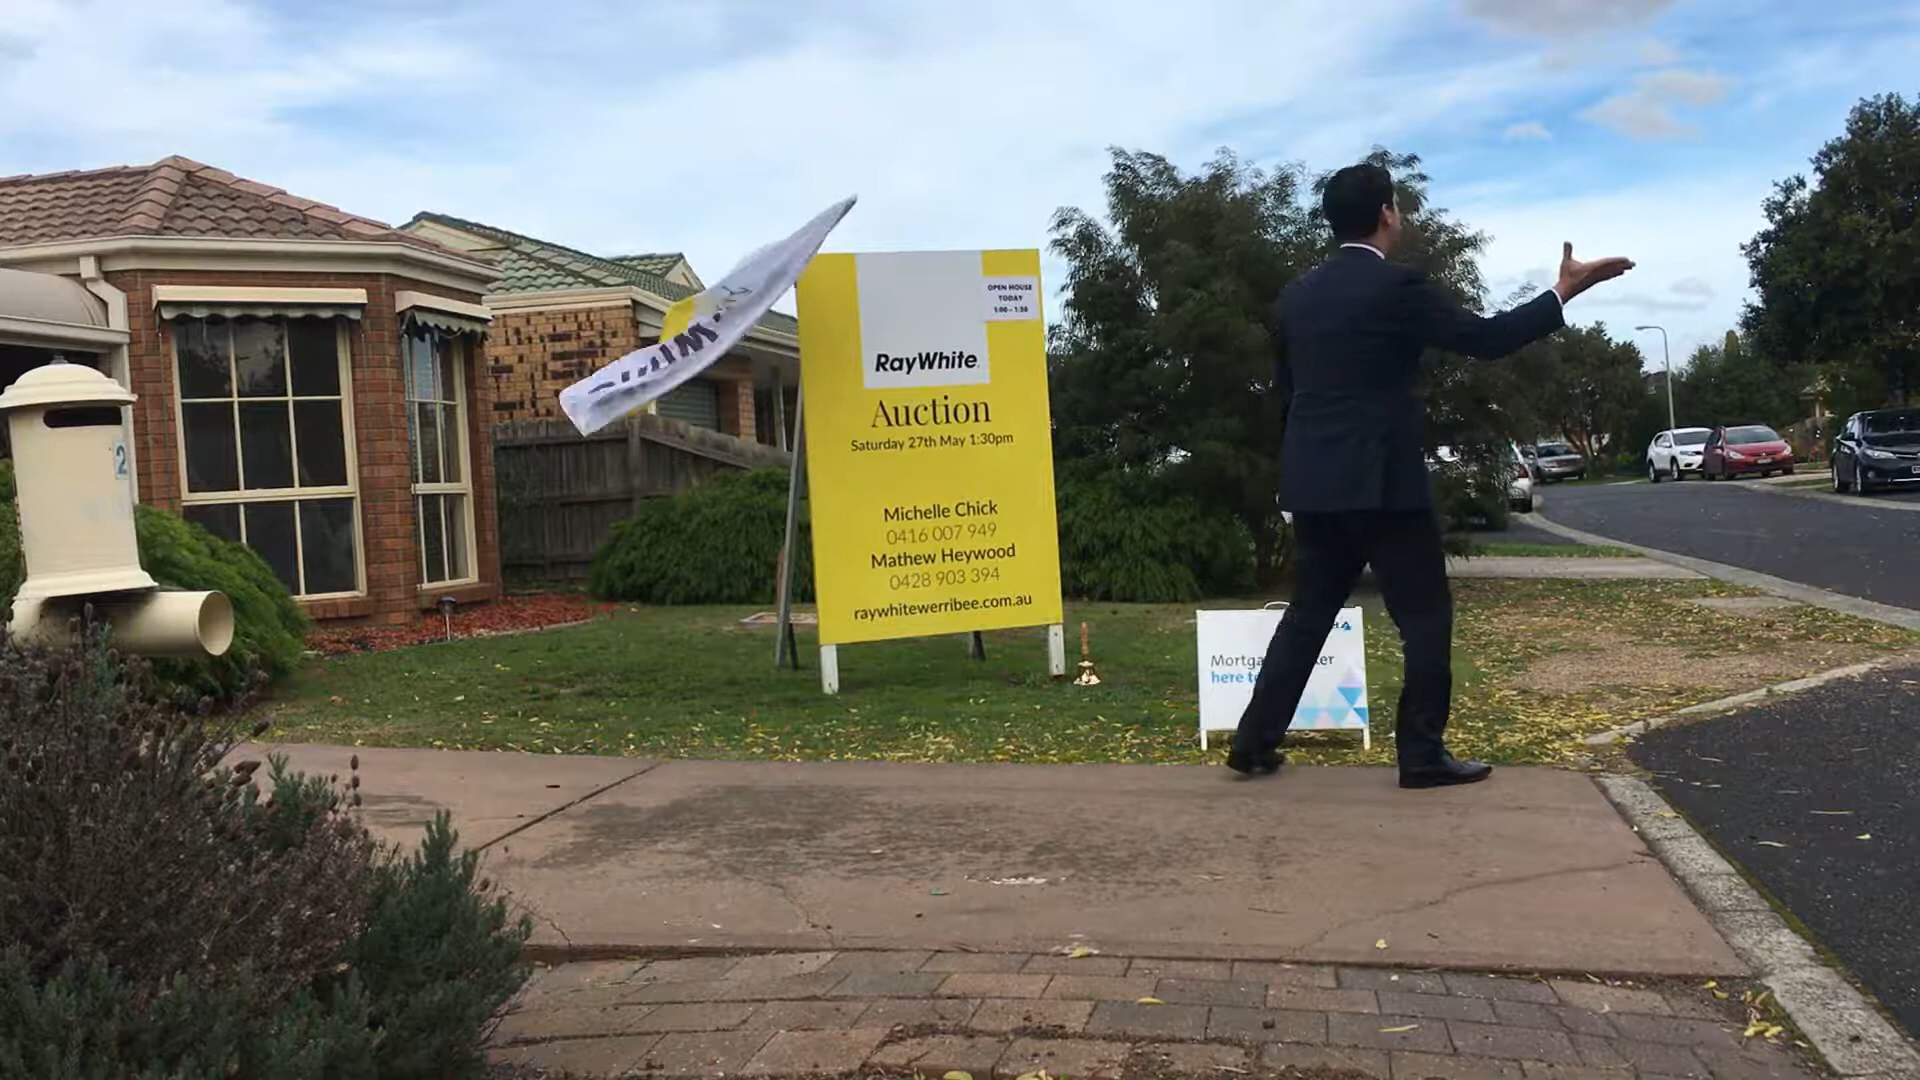 2
RayWhite
OPEN HOUSE
TODAY
1:00 - 1:30
Auction
Saturday 27th May 1:30pm
Michelle Chick
0416 007 949
Mathew Heywood
0428 903 394
raywhitewerribee.com.au
here